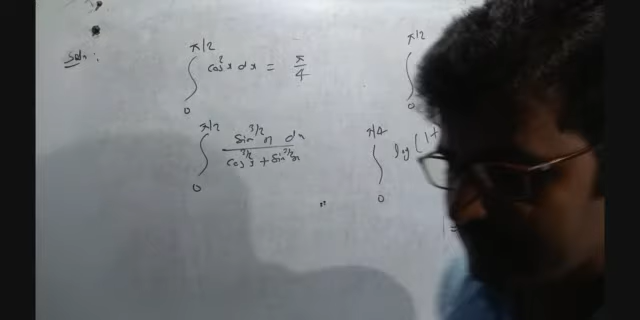 Soln:
∫₀^{π/2} cos²x dx = π/4
∫₀^{π/2} sin^{3/2}x dx / cos^{3/2}x + sin^{3/2}x
π/2 ∫ 0
∫₀^{π/4} log(1+
=